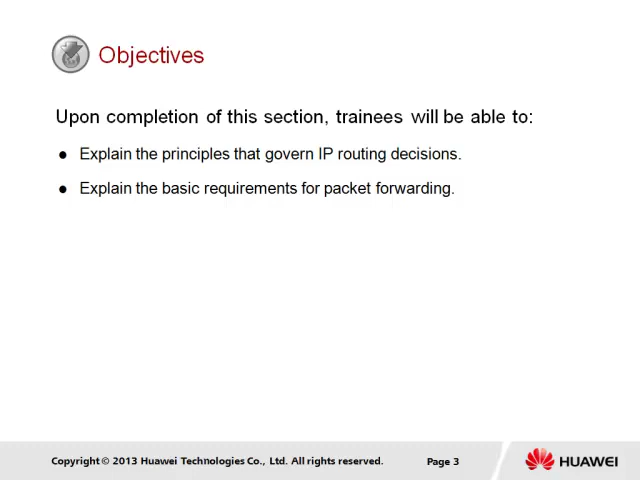 Objectives
Upon completion of this section, trainees will be able to:
● Explain the principles that govern IP routing decisions.
● Explain the basic requirements for packet forwarding.
Copyright © 2013 Huawei Technologies Co., Ltd. All rights reserved.
Page 3
HUAWEI